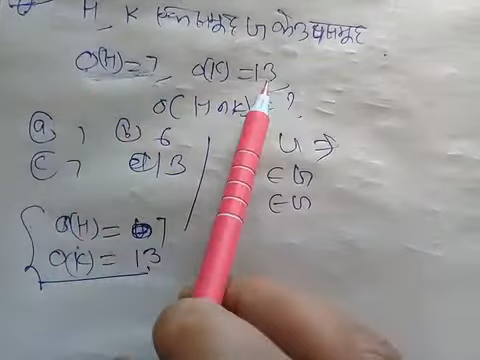 H, K समूह G के उपसमूह
O(H) = 7, O(K) = 13
O(H∩K) = ?
(a) 1 (b) 6
(c) 7 (d) 13
G ⇒
∈ G
∈ G
O(H) = 7
O(K) = 13